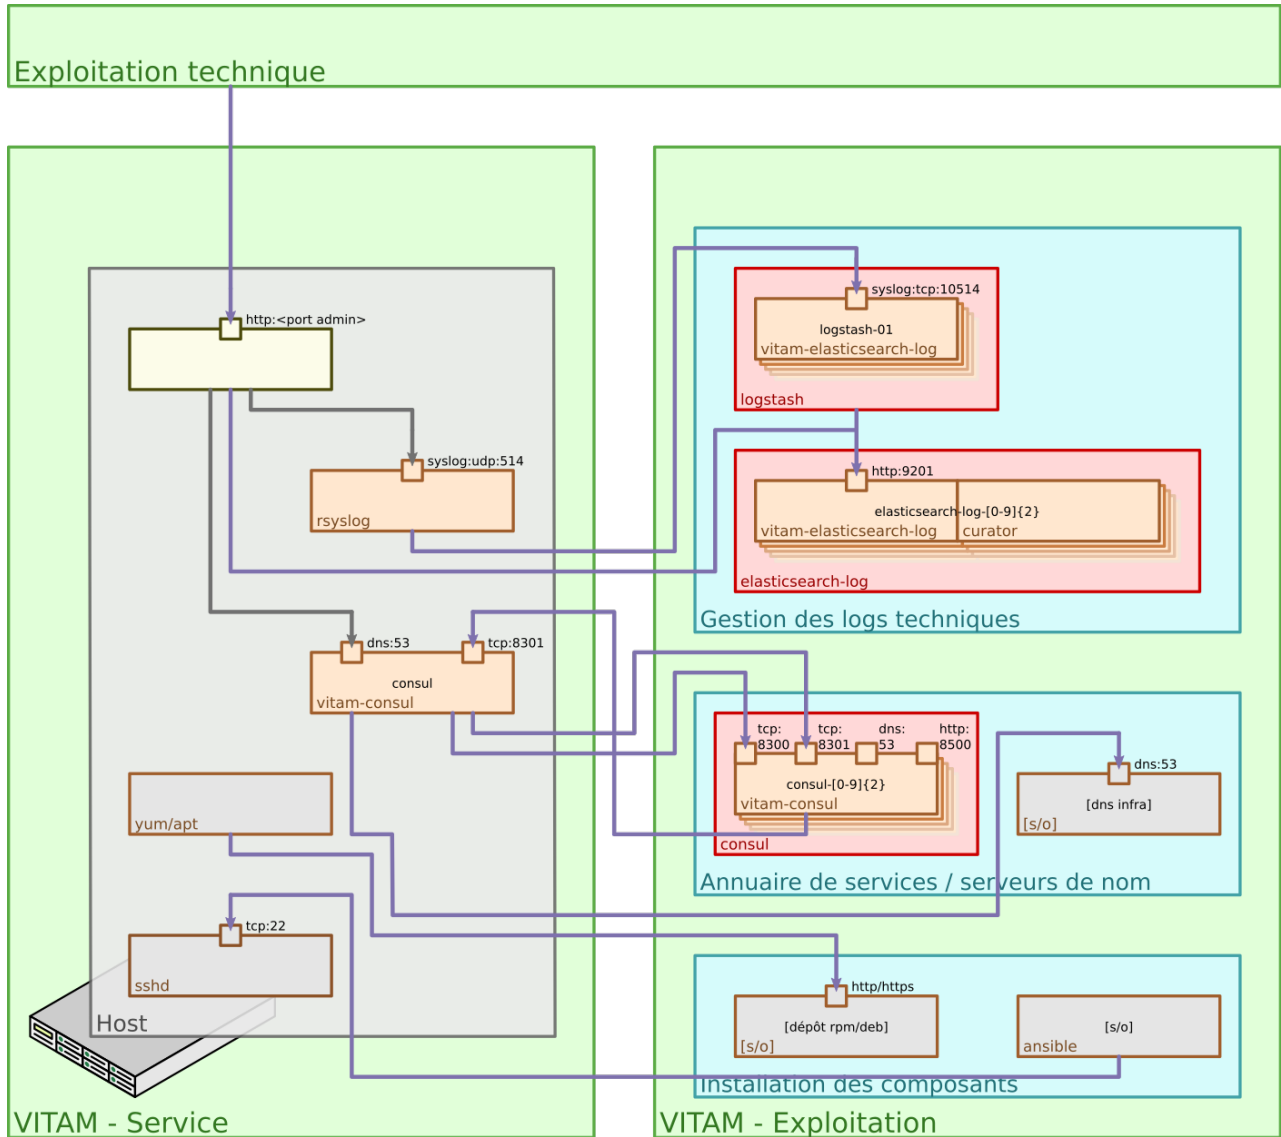 Exploitation technique
http:<port admin>
syslog:udp:514
rsyslog
dns:53
tcp:8301
consul
vitam-consul
yum/apt
tcp:22
sshd
Host
VITAM - Service
syslog:tcp:10514
logstash-01
vitam-elasticsearch-log
logstash
http:9201
elasticsearch-log-[0-9]{2}
vitam-elasticsearch-log
curator
elasticsearch-log
Gestion des logs techniques
tcp:
8300
tcp:
8301
dns:
53
http:
8500
consul-[0-9]{2}
vitam-consul
consul
dns:53
[dns infra]
[s/o]
Annuaire de services / serveurs de nom
http/https
[dépôt rpm/deb]
[s/o]
[s/o]
ansible
Installation des composants
VITAM - Exploitation